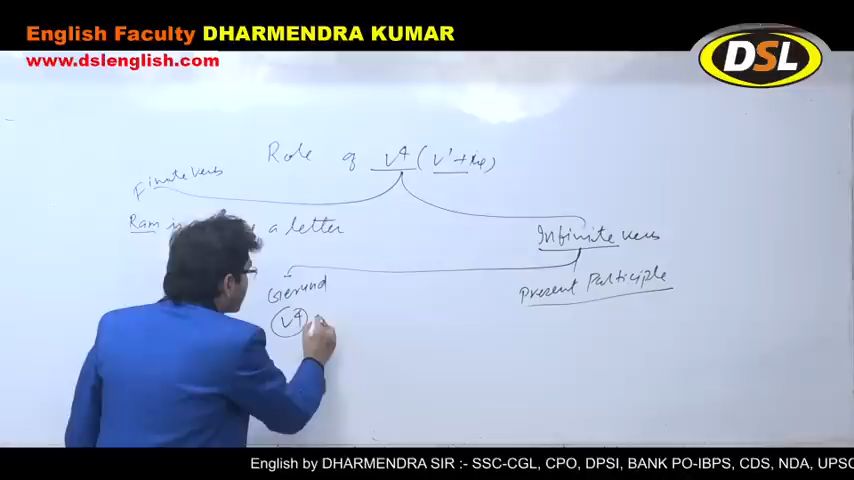 English Faculty DHARMENDRA KUMAR
www.dslenglish.com
DSL
Role of V4 (V1 + ing)
Finite verb
Ram a letter
Infinite verb
Gerund
Present Participle
V4
English by DHARMENDRA SIR :- SSC-CGL, CPO, DPSI, BANK PO-IBPS, CDS, NDA, UPSC